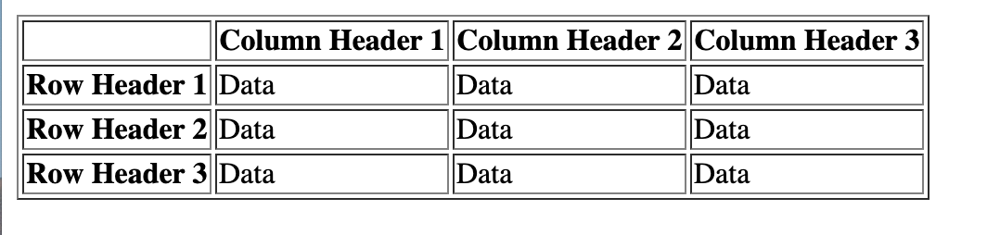 Column Header 1 Column Header 2 Column Header 3
Row Header 1 Data Data Data
Row Header 2 Data Data Data
Row Header 3 Data Data Data